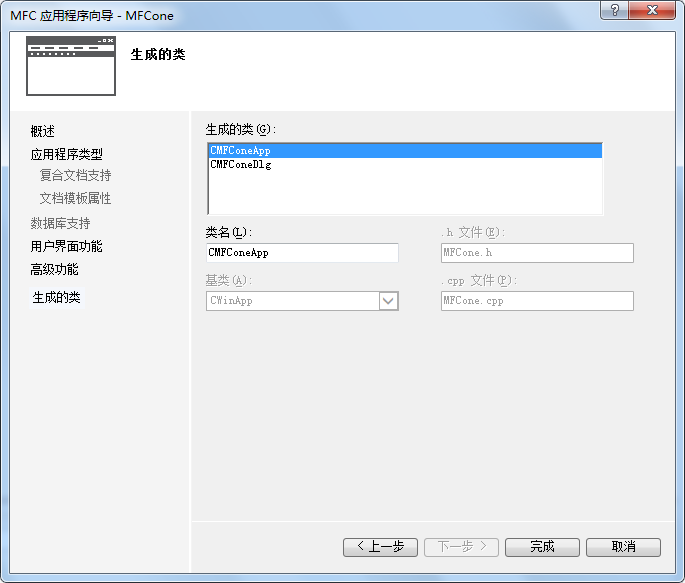 MFC 应用程序向导 - MFCone
生成的类
概述
应用程序类型
复合文档支持
文档模板属性
数据库支持
用户界面功能
高级功能
生成的类
生成的类(G):
CMFConeApp
CMFConeDlg
类名(L):
.h 文件(E):
CMFConeApp
MFCone.h
基类(A):
.cpp 文件(P):
CWinApp
MFCone.cpp
< 上一步
下一步 >
完成
取消